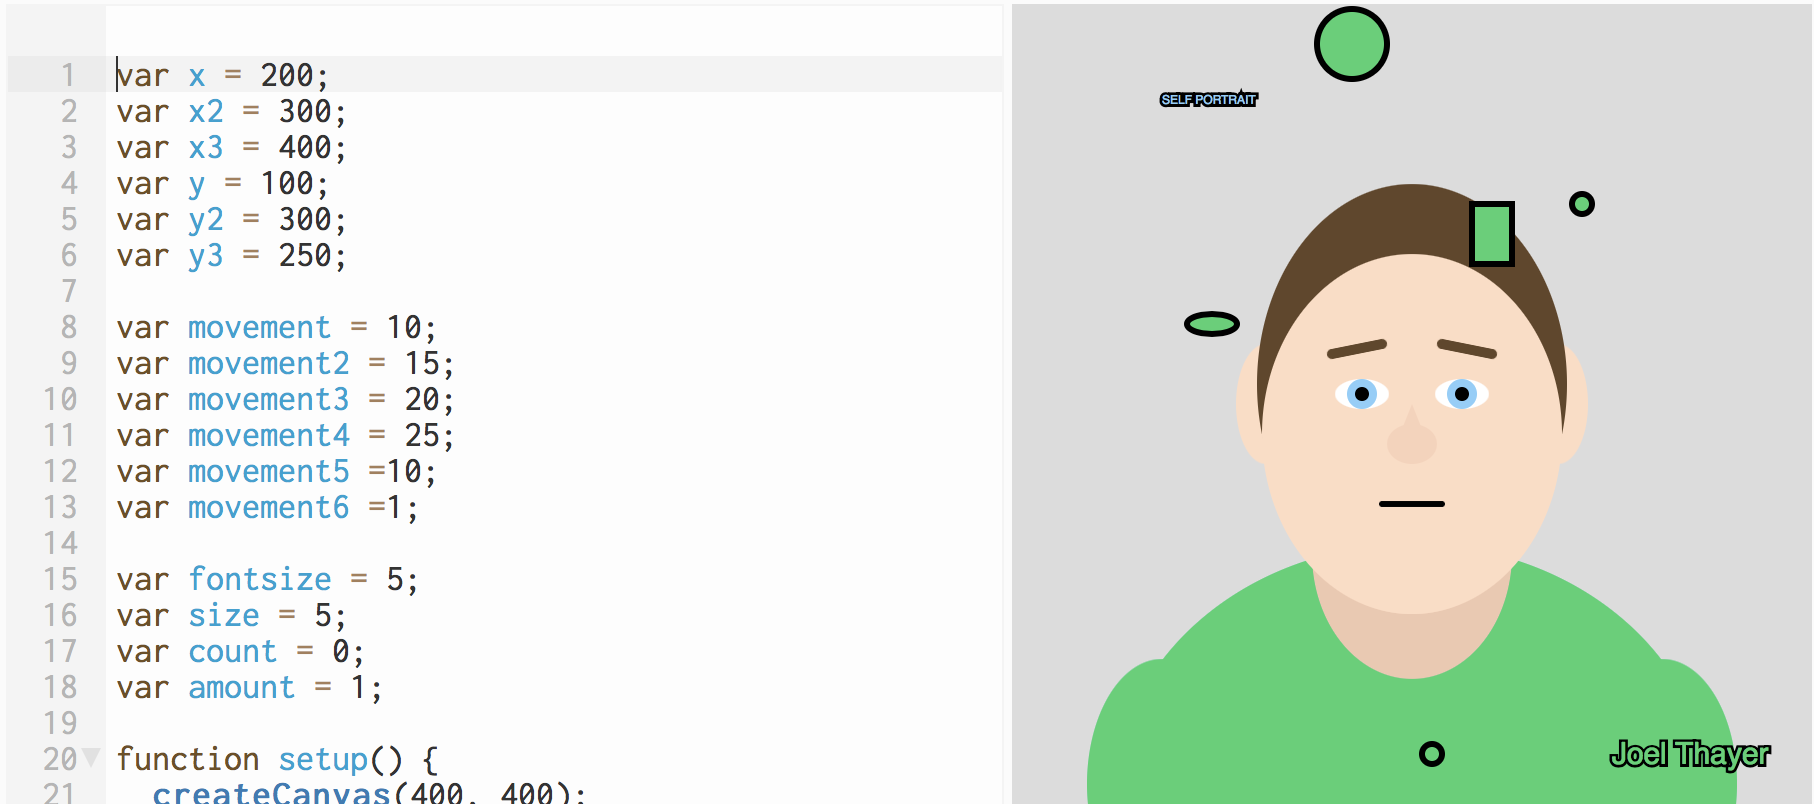 1 var x = 200;
2 var x2 = 300;
3 var x3 = 400;
4 var y = 100;
5 var y2 = 300;
6 var y3 = 250;
7
8 var movement = 10;
9 var movement2 = 15;
10 var movement3 = 20;
11 var movement4 = 25;
12 var movement5 =10;
13 var movement6 =1;
14
15 var fontsize = 5;
16 var size = 5;
17 var count = 0;
18 var amount = 1;
19
20 function setup() {
21 createCanvas(400, 400);
SELF PORTRAIT
Joel Thayer